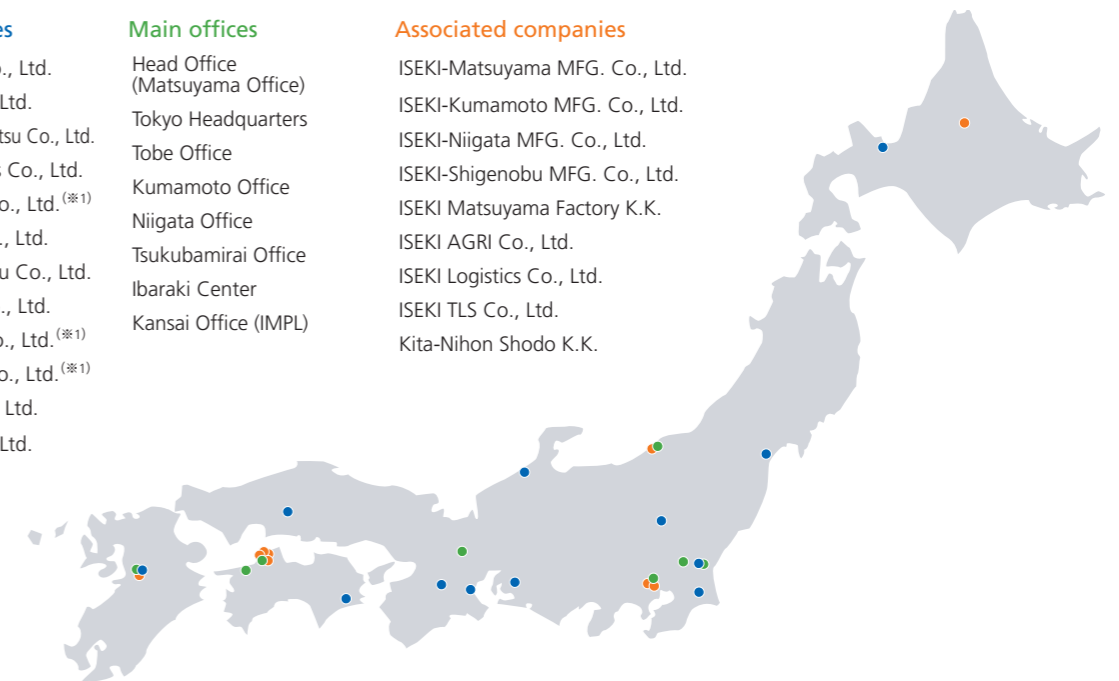 es
o., Ltd.
Ltd.
tsu Co., Ltd.
s Co., Ltd.
o., Ltd.(※1)
., Ltd.
u Co., Ltd.
., Ltd.
o., Ltd.(※1)
o., Ltd.(※1)
Ltd.
Ltd.
Main offices
Head Office
(Matsuyama Office)
Tokyo Headquarters
Tobe Office
Kumamoto Office
Niigata Office
Tsukubamirai Office
Ibaraki Center
Kansai Office (IMPL)
Associated companies
ISEKI-Matsuyama MFG. Co., Ltd.
ISEKI-Kumamoto MFG. Co., Ltd.
ISEKI-Niigata MFG. Co., Ltd.
ISEKI-Shigenobu MFG. Co., Ltd.
ISEKI Matsuyama Factory K.K.
ISEKI AGRI Co., Ltd.
ISEKI Logistics Co., Ltd.
ISEKI TLS Co., Ltd.
Kita-Nihon Shodo K.K.